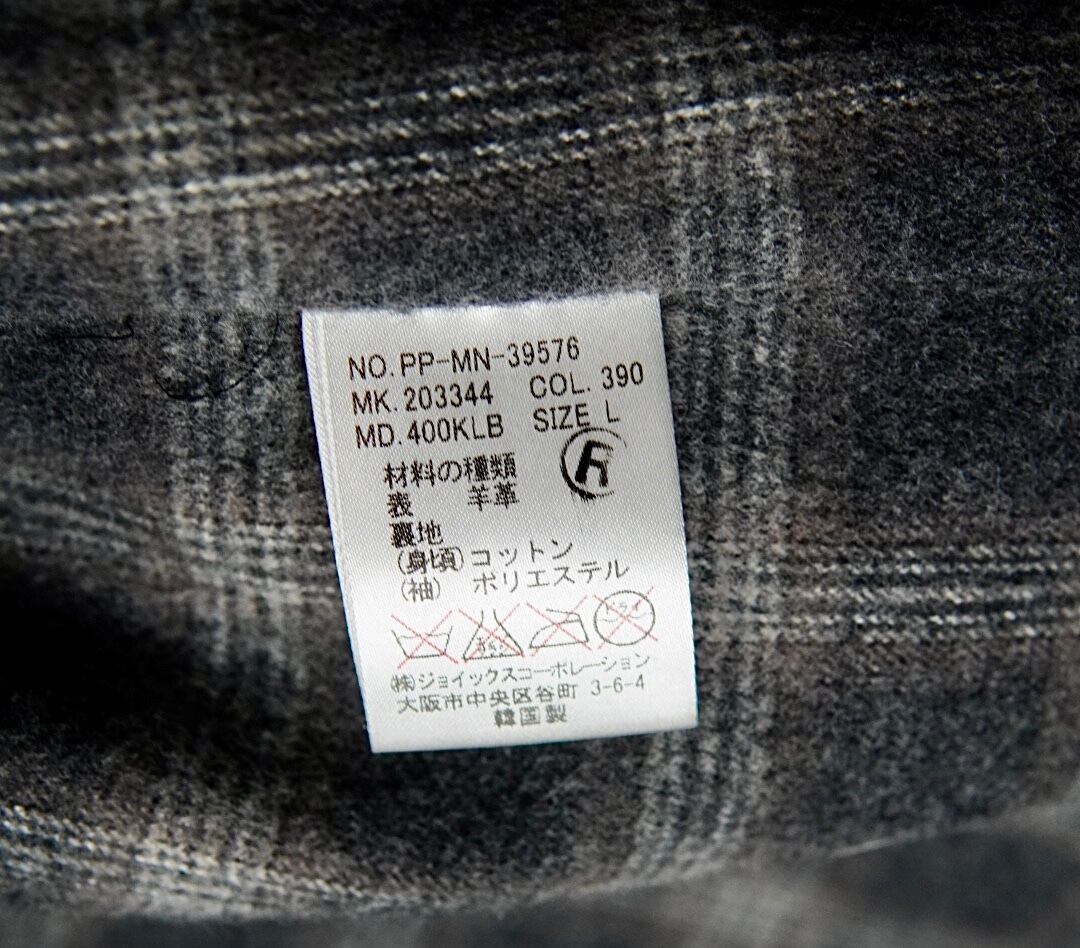 NO. PP-MN-39576
MK. 203344 COL. 390
MD. 400KLB SIZE L
材料の種類
表 羊革
裏地
(身頃) コットン
(袖) ポリエステル
ドライ
㈱ジョイックスコーポレーション
大阪市中央区谷町 3-6-4
韓国製